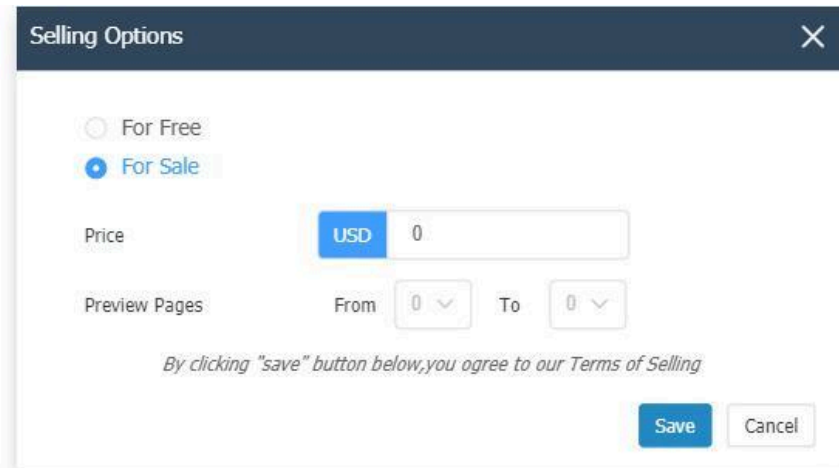 Selling Options
For Free
For Sale
Price USD 0
Preview Pages From 0 To 0
By clicking "save" button below,you ogree to our Terms of Selling
Save Cancel